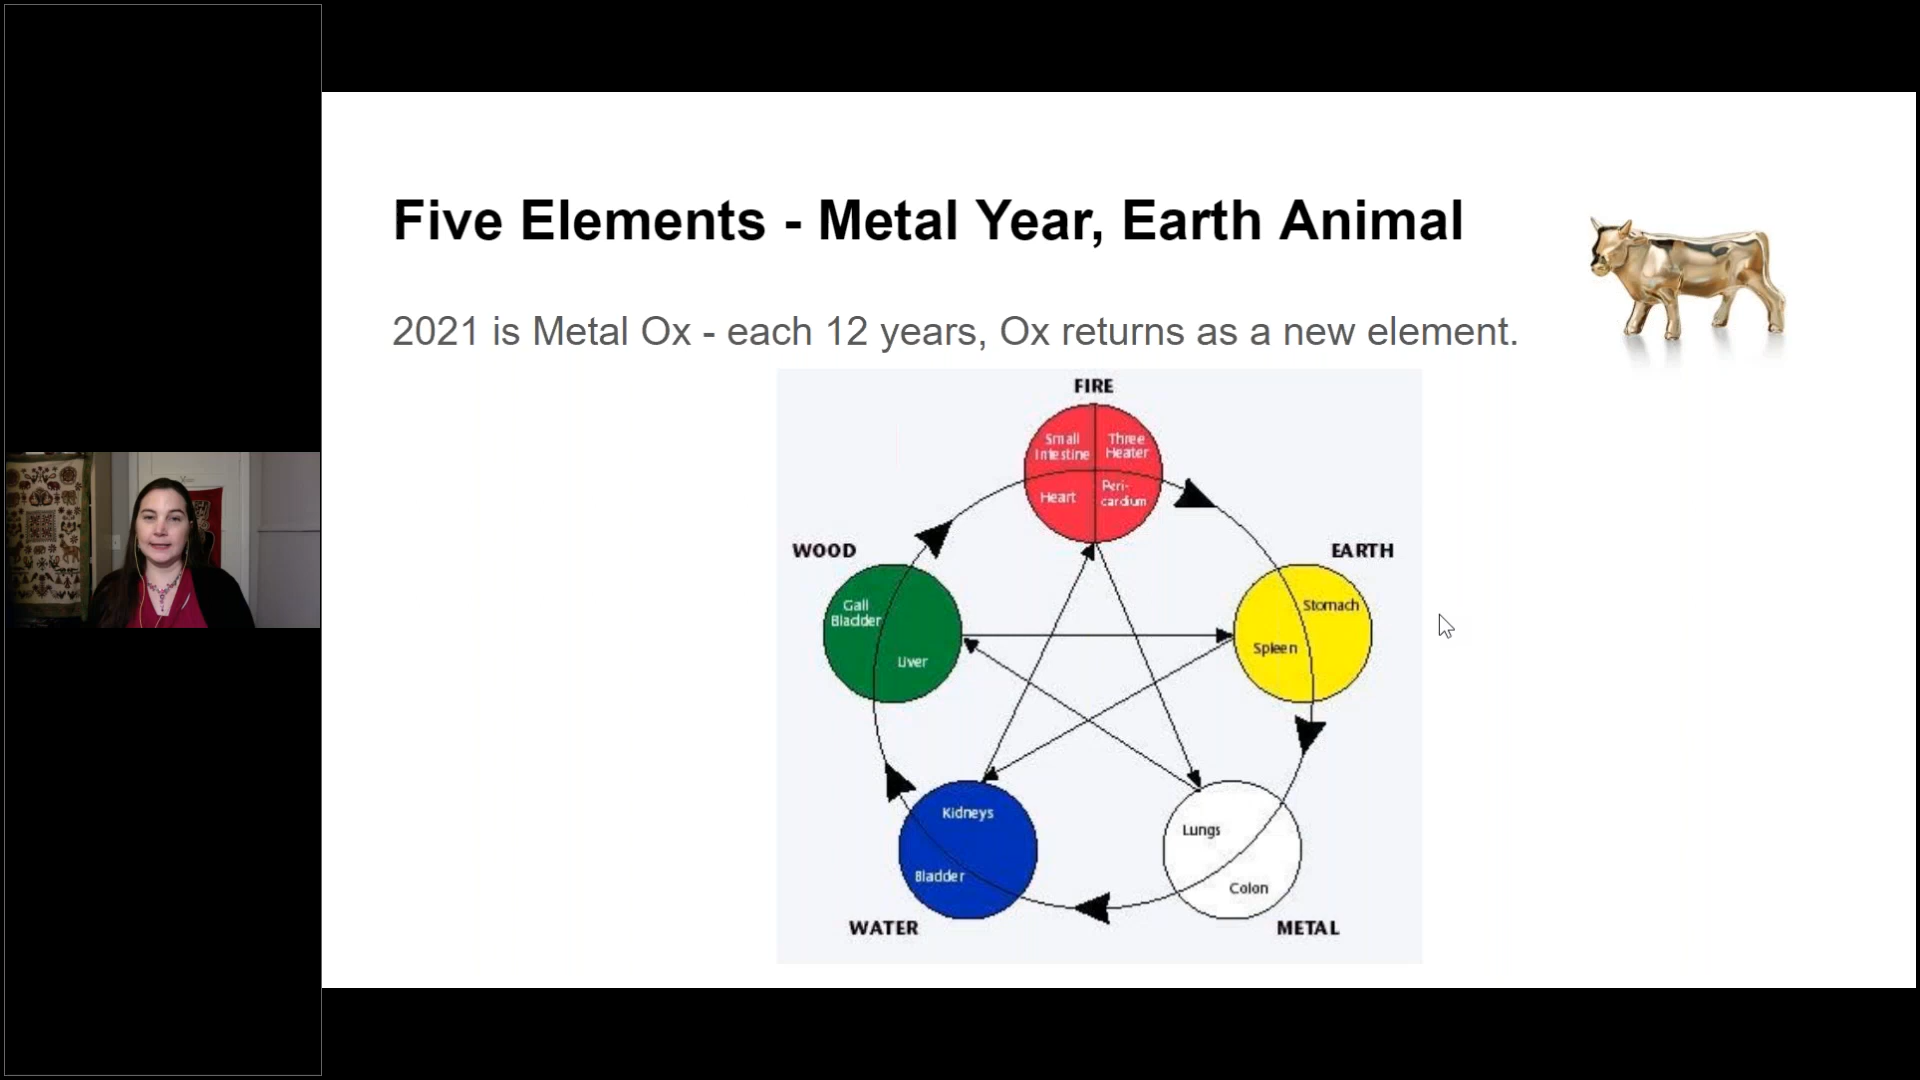 Five Elements - Metal Year, Earth Animal
2021 is Metal Ox - each 12 years, Ox returns as a new element.
FIRE
Small
Intestine
Three
Heater
Heart
Peri-
cardium
WOOD
EARTH
Gall
Bladder
Liver
Stomach
Spleen
Kidneys
Bladder
Lungs
Colon
WATER
METAL